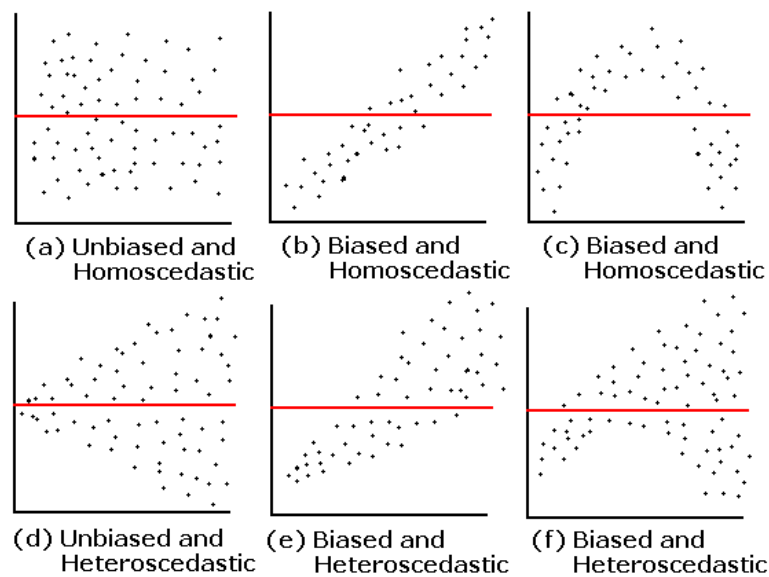 (a) Unbiased and
Homoscedastic
(b) Biased and
Homoscedastic
(c) Biased and
Homoscedastic
(d) Unbiased and
Heteroscedastic
(e) Biased and
Heteroscedastic
(f) Biased and
Heteroscedastic